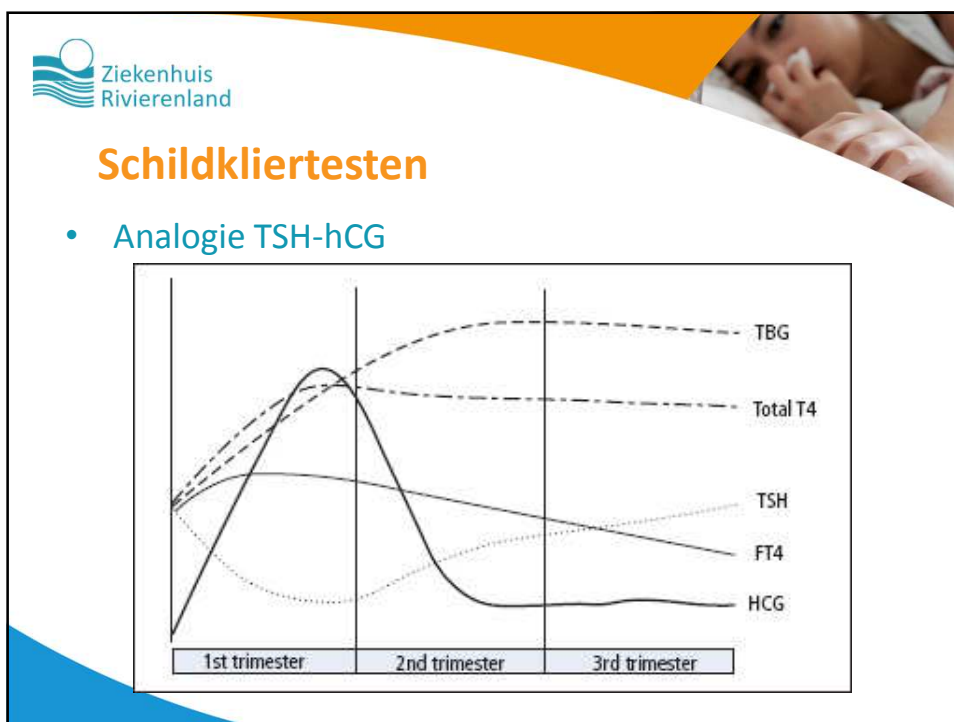 Ziekenhuis
Rivierenland
Schildkliertesten
• Analogie TSH-hCG
TBG
Total T4
TSH
FT4
HCG
1st trimester 2nd trimester 3rd trimester